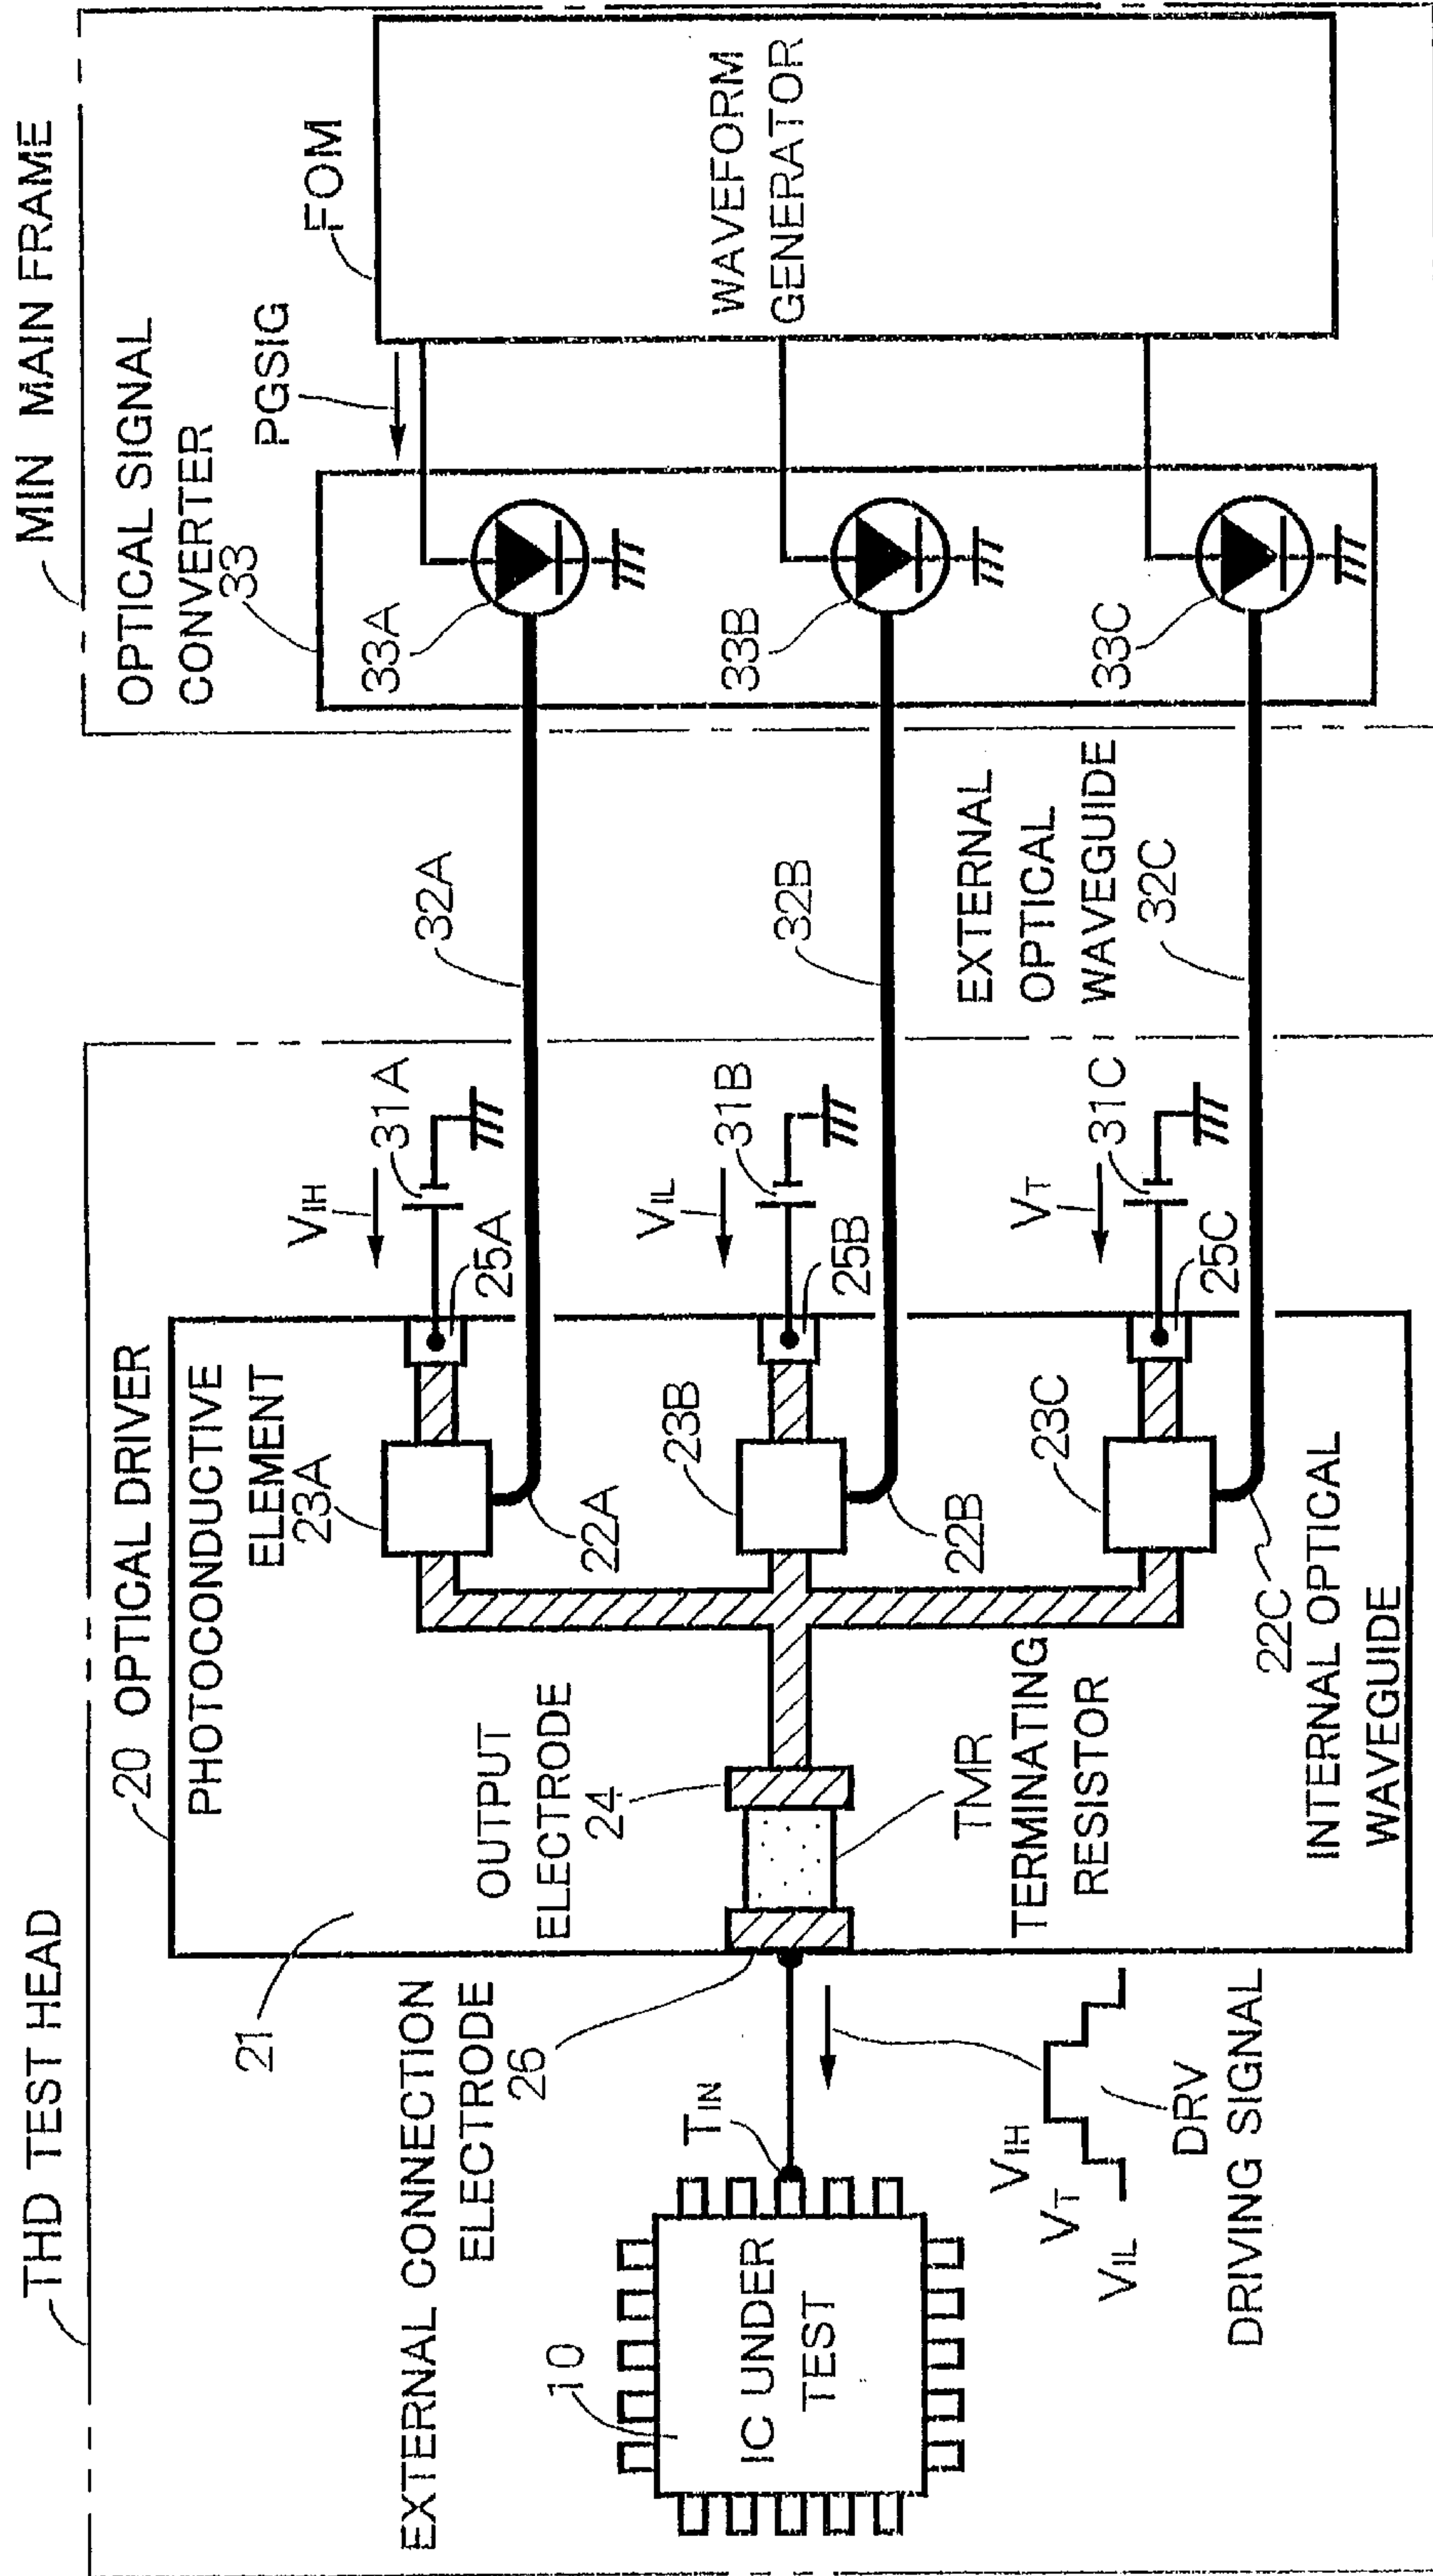 THD TEST HEAD
MIN MAIN FRAME
20 OPTICAL DRIVER
OPTICAL SIGNAL
CONVERTER
33
PHOTOCONDUCTIVE
ELEMENT
23A
21
VIH
31A
25A
22A
32A
33A
PGSIG
FOM
EXTERNAL CONNECTION
ELECTRODE
26
OUTPUT
ELECTRODE
24
10
IC UNDER
TEST
TIN
23B
22B
VIL
31B
25B
32B
33B
WAVEFORM
GENERATOR
TMR
TERMINATING
RESISTOR
23C
22C
VT
31C
25C
EXTERNAL
OPTICAL
WAVEGUIDE
32C
33C
VIH
VT
VIL
DRV
DRIVING SIGNAL
INTERNAL OPTICAL
WAVEGUIDE